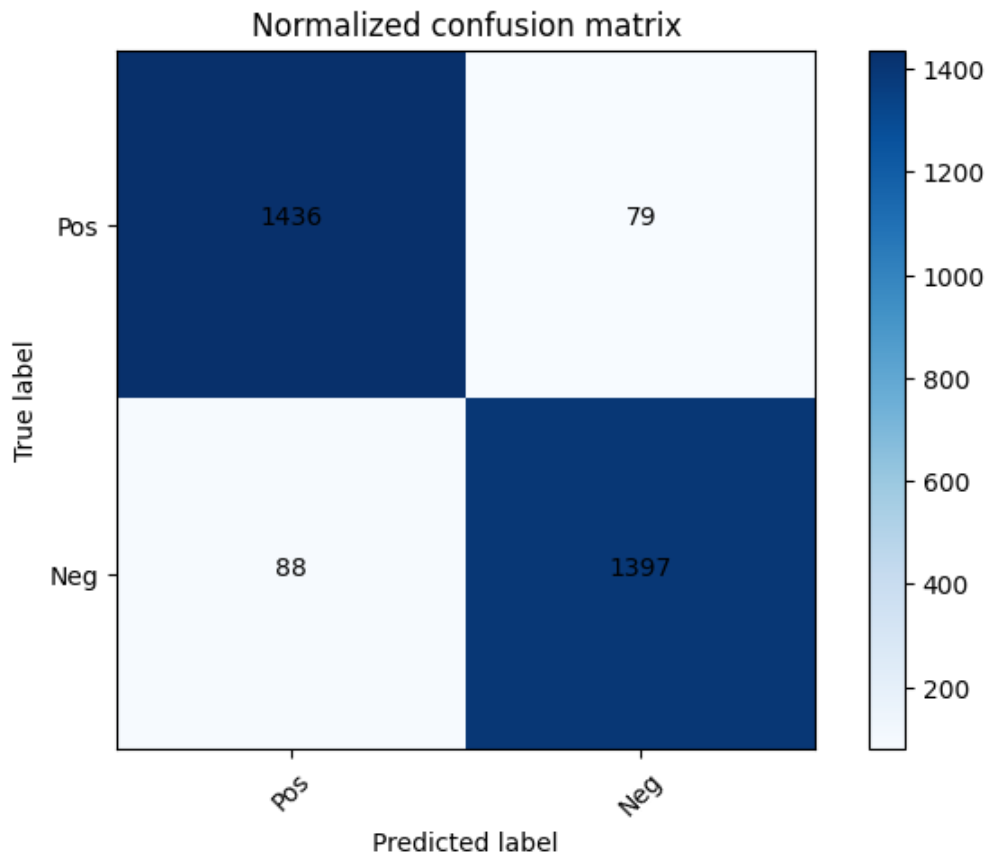 Normalized confusion matrix
True label
Pos
1436
79
Neg
88
1397
Pos
Neg
Predicted label
1400
1200
1000
800
600
400
200